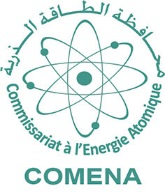 محافظة الطاقة الذرية
Commissariat à l'Energie Atomique
COMENA